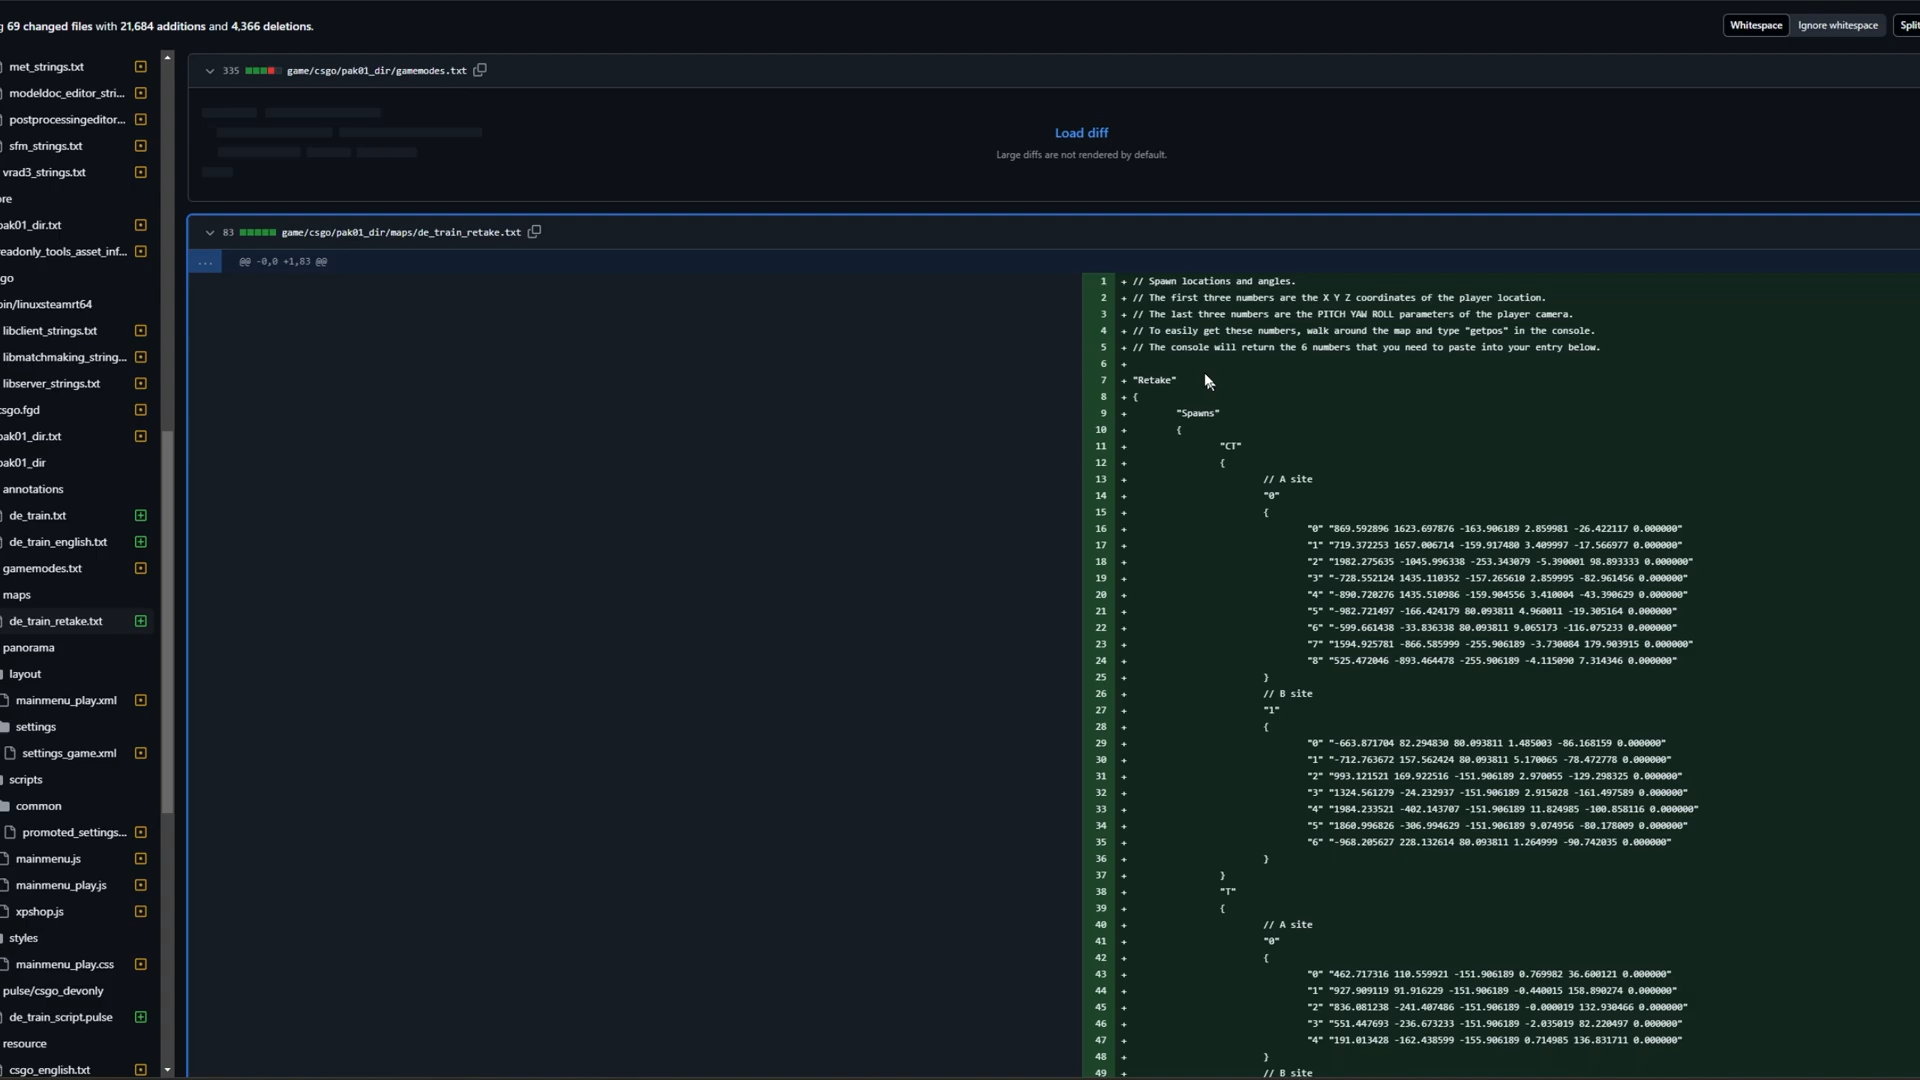 g 69 changed files with 21,684 additions and 4,366 deletions.
Whitespace
Ignore whitespace
Split
met_strings.txt
modeldoc_editor_stri...
postprocessingeditor...
sfm_strings.txt
vrad3_strings.txt
ore
pak01_dir.txt
readonly_tools_asset_inf...
go
bin/linuxsteamrt64
libclient_strings.txt
libmatchmaking_string...
libserver_strings.txt
csgo.fgd
pak01_dir.txt
pak01_dir
annotations
de_train.txt
de_train_english.txt
gamemodes.txt
maps
de_train_retake.txt
panorama
layout
mainmenu_play.xml
settings
settings_game.xml
scripts
common
promoted_settings...
mainmenu.js
mainmenu_play.js
xpshop.js
styles
mainmenu_play.css
pulse/csgo_devonly
de_train_script.pulse
resource
csgo_english.txt
335 game/csgo/pak01_dir/gamemodes.txt
Load diff
Large diffs are not rendered by default.
83 game/csgo/pak01_dir/maps/de_train_retake.txt
... @@ -0,0 +1,83 @@
1 + // Spawn locations and angles.
2 + // The first three numbers are the X Y Z coordinates of the player location.
3 + // The last three numbers are the PITCH YAW ROLL parameters of the player camera.
4 + // To easily get these numbers, walk around the map and type "getpos" in the console.
5 + // The console will return the 6 numbers that you need to paste into your entry below.
6 +
7 + "Retake"
8 + {
9 + "Spawns"
10 + {
11 + "CT"
12 + {
13 + // A site
14 + "0"
15 + {
16 + "0" "869.592896 1623.697876 -163.906189 2.859981 -26.422117 0.000000"
17 + "1" "719.372253 1657.006714 -159.917480 3.409997 -17.566977 0.000000"
18 + "2" "1982.275635 -1045.996338 -253.343079 -5.390001 98.893333 0.000000"
19 + "3" "-728.552124 1435.110352 -157.265610 2.859995 -82.961456 0.000000"
20 + "4" "-890.720276 1435.510986 -159.904556 3.410004 -43.390629 0.000000"
21 + "5" "-982.721497 -166.424179 80.093811 4.960011 -19.305164 0.000000"
22 + "6" "-599.661438 -33.836338 80.093811 9.065173 -116.075233 0.000000"
23 + "7" "1594.925781 -866.585999 -255.906189 -3.730084 179.903915 0.000000"
24 + "8" "525.472046 -893.464478 -255.906189 -4.115090 7.314346 0.000000"
25 + }
26 + // B site
27 + "1"
28 + {
29 + "0" "-663.871704 82.294830 80.093811 1.485003 -86.168159 0.000000"
30 + "1" "-712.763672 157.562424 80.093811 5.170065 -78.472778 0.000000"
31 + "2" "993.121521 169.922516 -151.906189 2.970055 -129.298325 0.000000"
32 + "3" "1324.561279 -24.232937 -151.906189 2.915028 -161.497589 0.000000"
33 + "4" "1984.233521 -402.143707 -151.906189 11.824985 -100.858116 0.000000"
34 + "5" "1860.996826 -306.994629 -151.906189 9.074956 -80.178009 0.000000"
35 + "6" "-968.205627 228.132614 80.093811 1.264999 -90.742035 0.000000"
36 + }
37 + }
38 + "T"
39 + {
40 + // A site
41 + "0"
42 + {
43 + "0" "462.717316 110.559921 -151.906189 0.769982 36.600121 0.000000"
44 + "1" "927.909119 91.916229 -151.906189 -0.440015 158.890274 0.000000"
45 + "2" "836.081238 -241.407486 -151.906189 -0.000019 132.930466 0.000000"
46 + "3" "551.447693 -236.673233 -151.906189 -2.035019 82.220497 0.000000"
47 + "4" "191.013428 -162.438599 -155.906189 0.714985 136.831711 0.000000"
48 + }
49 + // B site